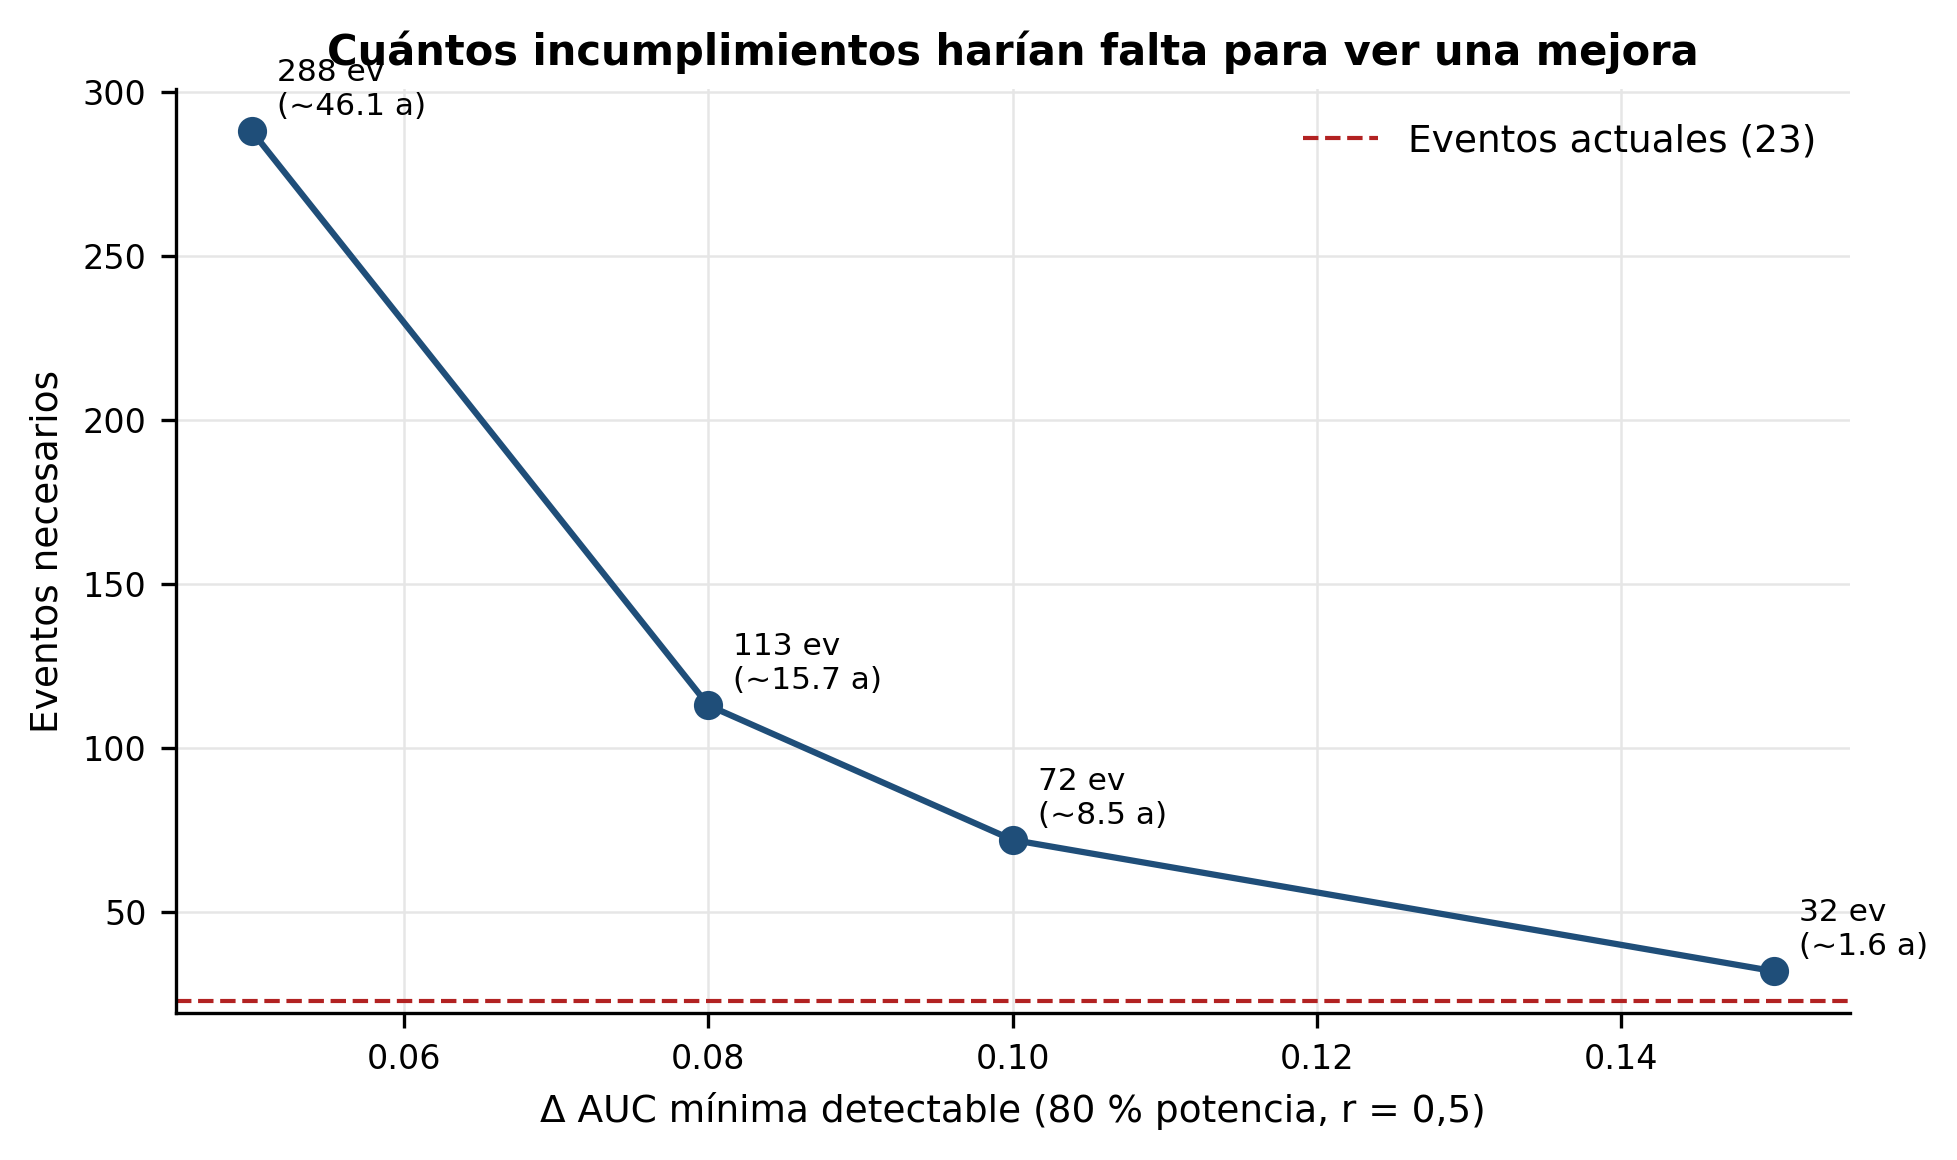 Cuántos incumplimientos harían falta para ver una mejora
288 ev
(~46.1 a)
Eventos actuales (23)
300
250
200
150
100
50
Eventos necesarios
113 ev
(~15.7 a)
72 ev
(~8.5 a)
32 ev
(~1.6 a)
0.06
0.08
0.10
0.12
0.14
Δ AUC mínima detectable (80 % potencia, r = 0,5)